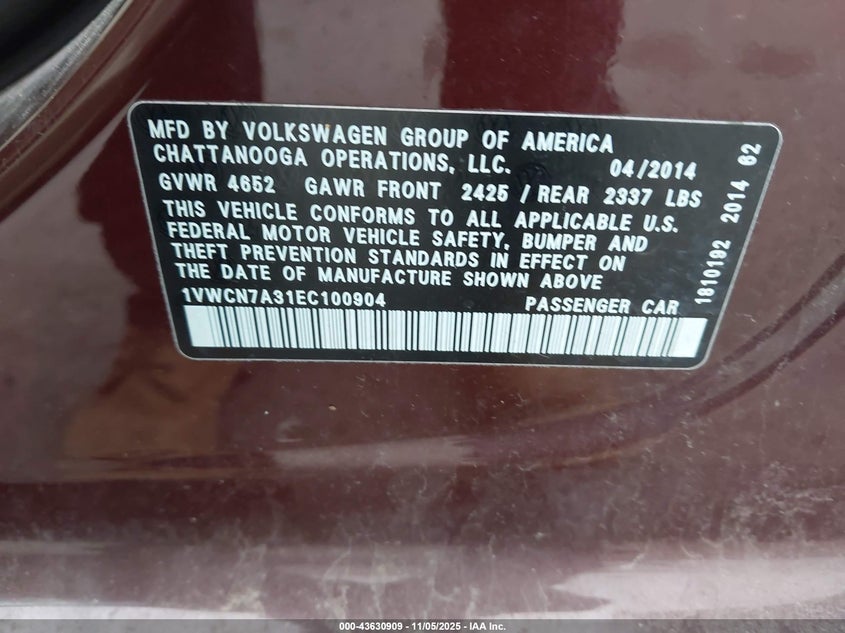 MFD BY VOLKSWAGEN GROUP OF AMERICA
CHATTANOOGA OPERATIONS, LLC. 04/2014
GVWR 4652 GAWR FRONT 2425 / REAR 2337 LBS
THIS VEHICLE CONFORMS TO ALL APPLICABLE U.S.
FEDERAL MOTOR VEHICLE SAFETY, BUMPER AND
THEFT PREVENTION STANDARDS IN EFFECT ON
THE DATE OF MANUFACTURE SHOWN ABOVE
1VWCN7A31EC100904 PASSENGER CAR
1810192 2014 62
000-43630909 - 11/05/2025 - IAA Inc.